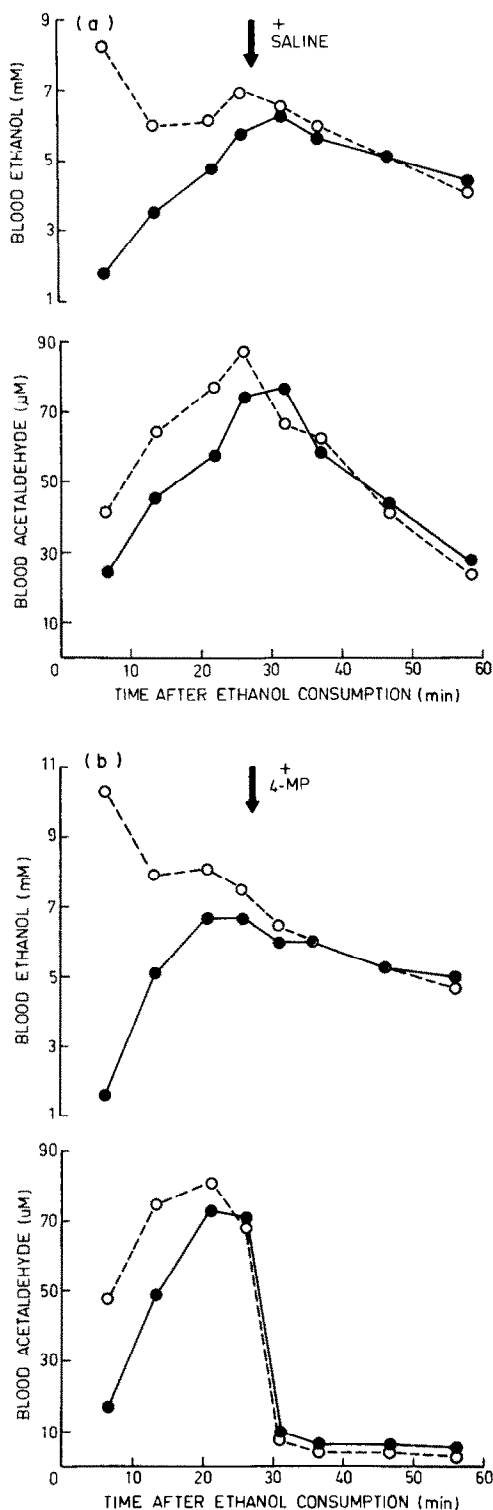 (a)
+
SALINE
9
7
5
3
1
BLOOD ETHANOL (mM)
90
70
50
30
10
BLOOD ACETALDEHYDE (µM)
0 10 20 30 40 50 60
TIME AFTER ETHANOL CONSUMPTION (min)
(b)
+
4-MP
11
9
7
5
3
1
BLOOD ETHANOL (mM)
90
70
50
30
10
BLOOD ACETALDEHYDE (µM)
0 10 20 30 40 50 60
TIME AFTER ETHANOL CONSUMPTION (min)